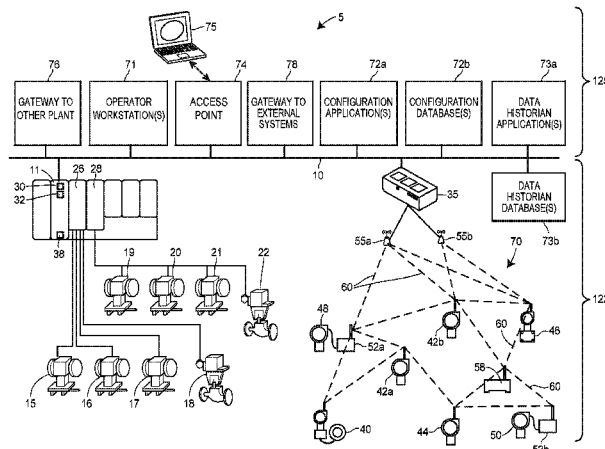 75
5
76
71
74
78
72a
72b
73a
GATEWAY TO OTHER PLANT
OPERATOR WORKSTATION(S)
ACCESS POINT
GATEWAY TO EXTERNAL SYSTEMS
CONFIGURATION APPLICATION(S)
CONFIGURATION DATABASE(S)
DATA HISTORIAN APPLICATION(S)
125
11
26
28
10
30
32
35
DATA HISTORIAN DATABASE(S)
73b
38
55a
55b
70
122
19
20
21
22
60
48
52a
42b
60
46
42a
58
60
15
16
17
18
40
44
50
52b